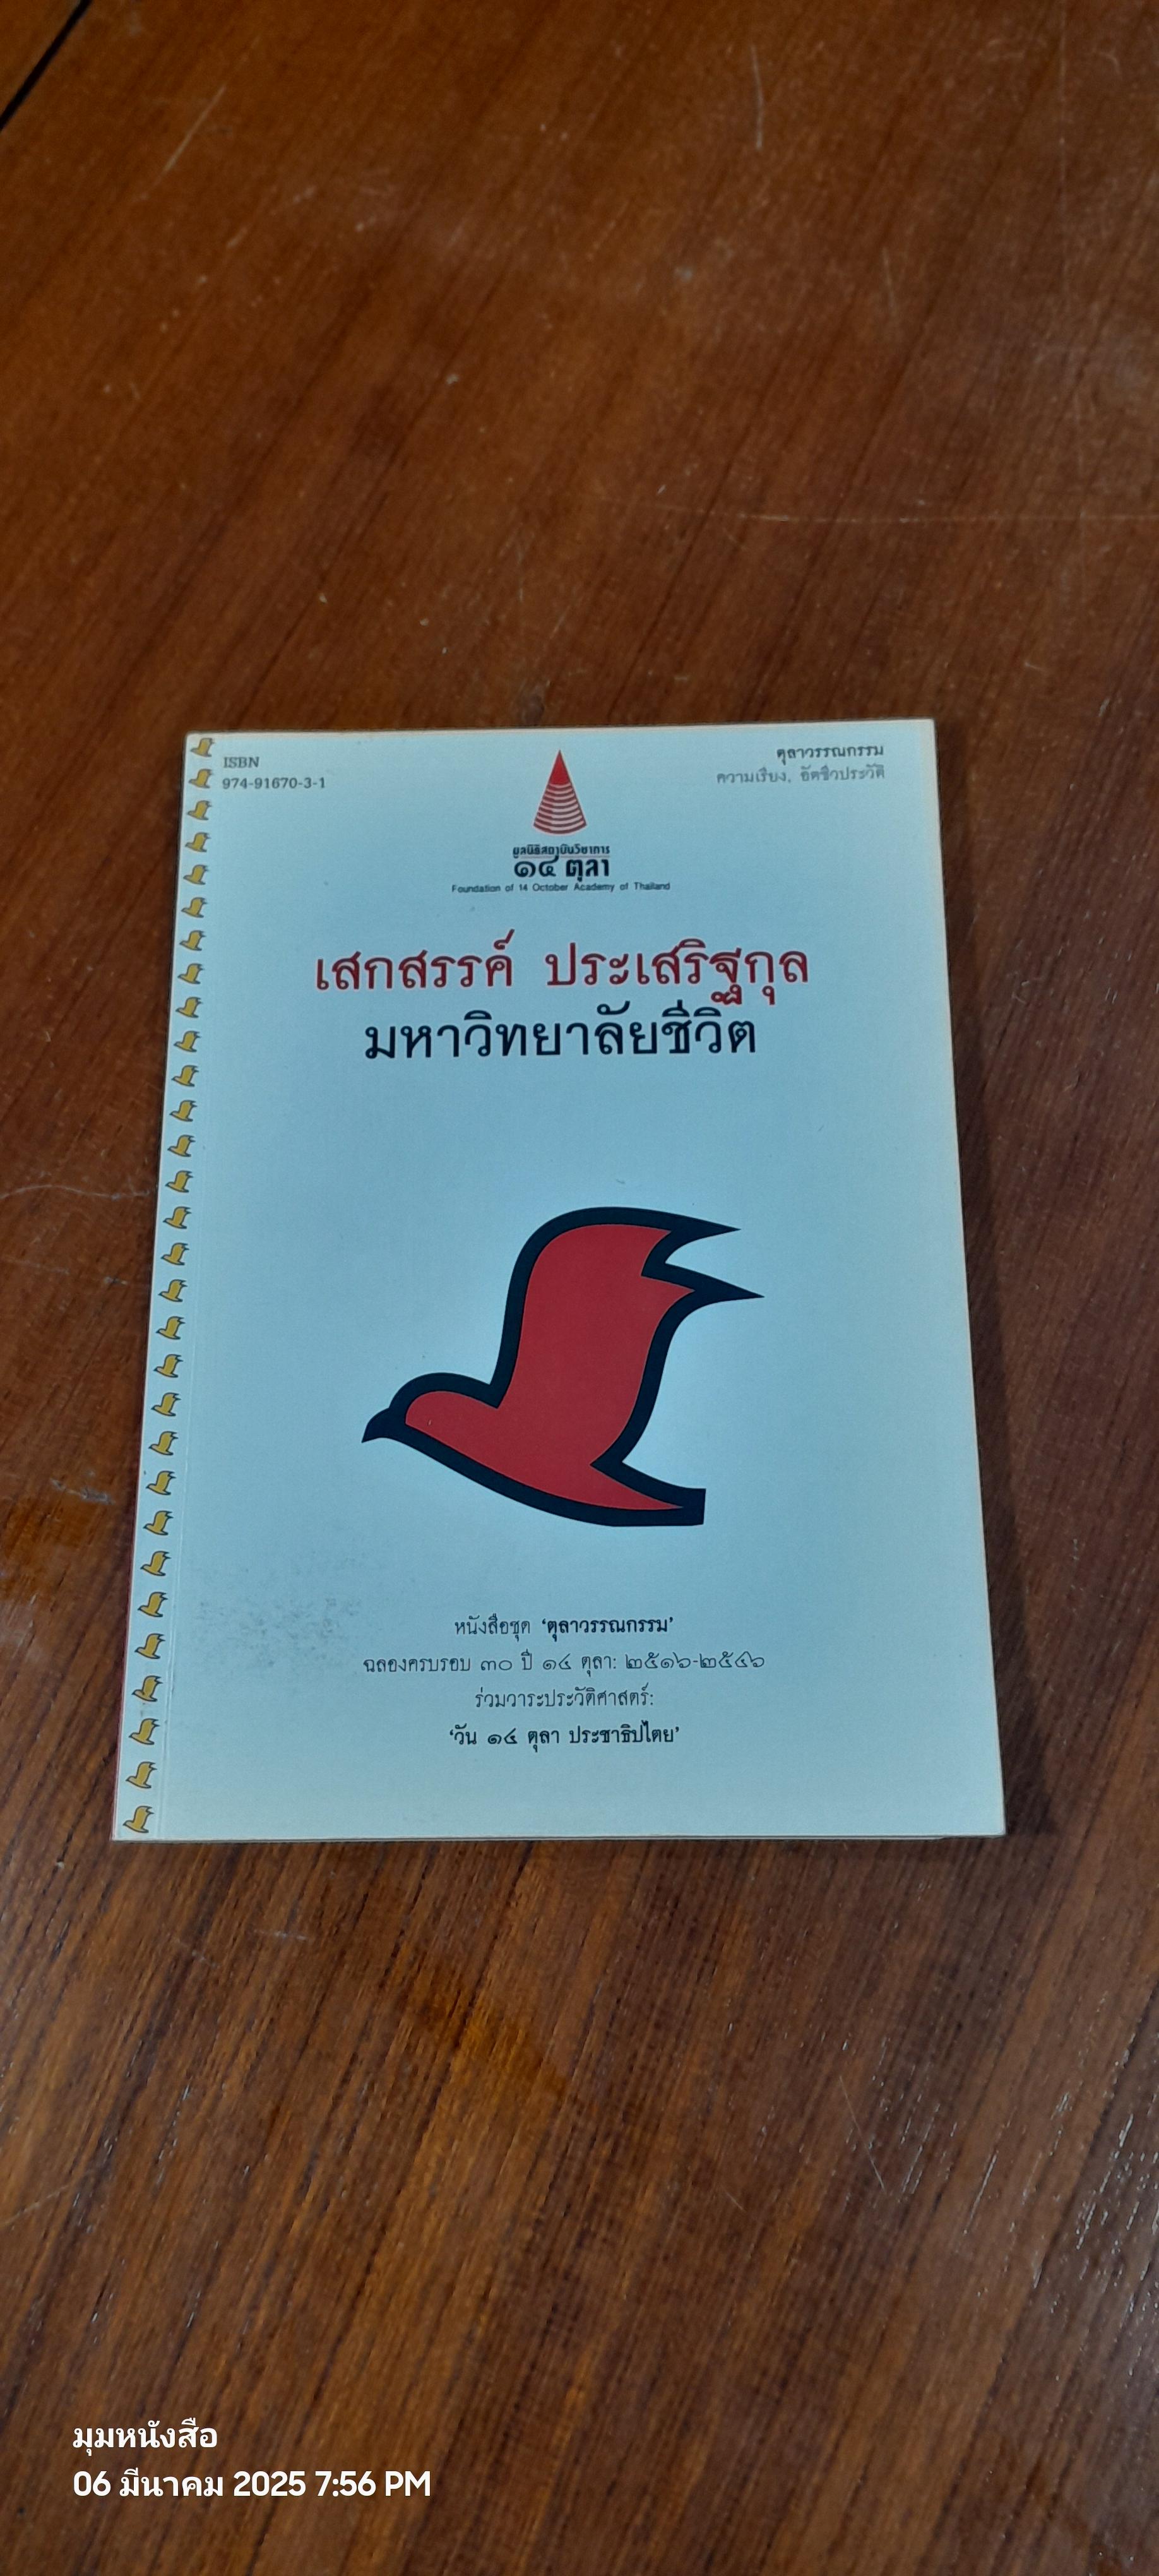 ISBN
974-91670-3-1
ตุลาวรรณกรรม
ความเรียง, อัตชีวประวัติ
มูลนิธิสถาบันวิชาการ
๑๔ ตุลา
Foundation of 14 October Academy of Thailand
เสกสรรค์ ประเสริฐกุล
มหาวิทยาลัยชีวิต
หนังสือชุด ‘ตุลาวรรณกรรม’
ฉลองครบรอบ ๓๐ ปี ๑๔ ตุลา: ๒๕๑๖-๒๕๔๖
ร่วมวาระประวัติศาสตร์:
‘วัน ๑๔ ตุลา ประชาธิปไตย’
มุมหนังสือ
06 มีนาคม 2025 7:56 PM